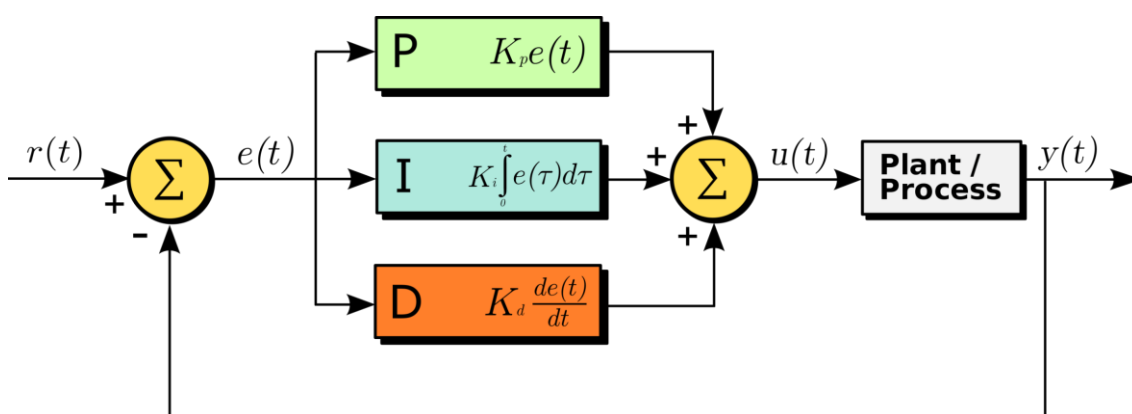 r(t)
+
-
Σ
e(t)
P K_p e(t)
I K_i ∫_0^t e(τ)dτ
D K_d de(t)/dt
+
+
+
Σ
u(t)
Plant /
Process
y(t)